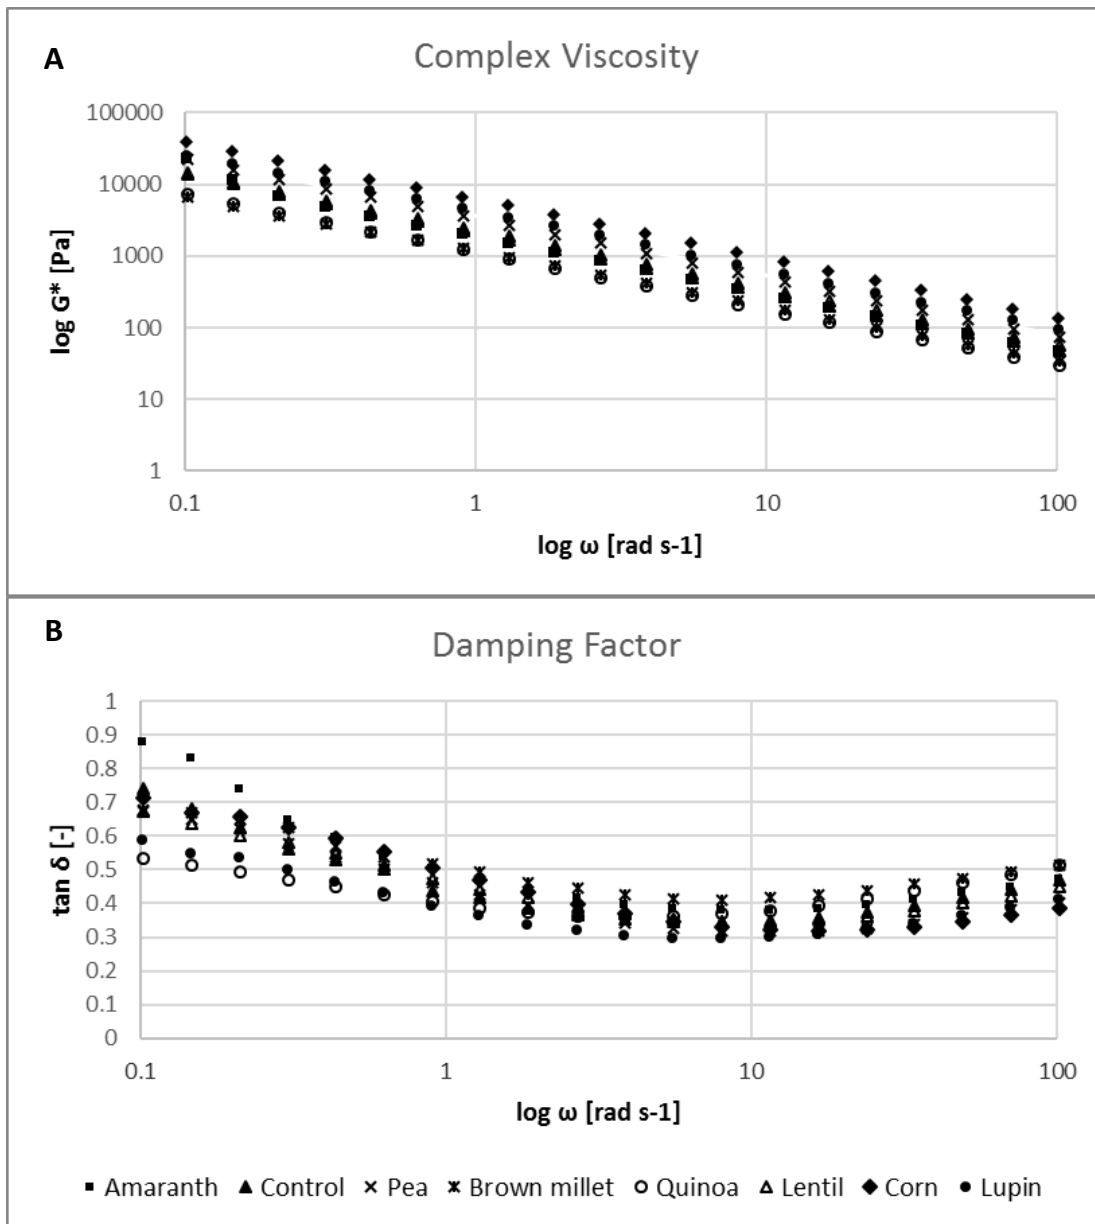 A
Complex Viscosity
100000
10000
1000
100
10
1
log G* [Pa]
0.1 1 10 100
log ω [rad s-1]
B
Damping Factor
1
0.9
0.8
0.7
0.6
0.5
0.4
0.3
0.2
0.1
0
tan δ [-]
0.1 1 10 100
log ω [rad s-1]
Amaranth Control Pea Brown millet Quinoa Lentil Corn Lupin